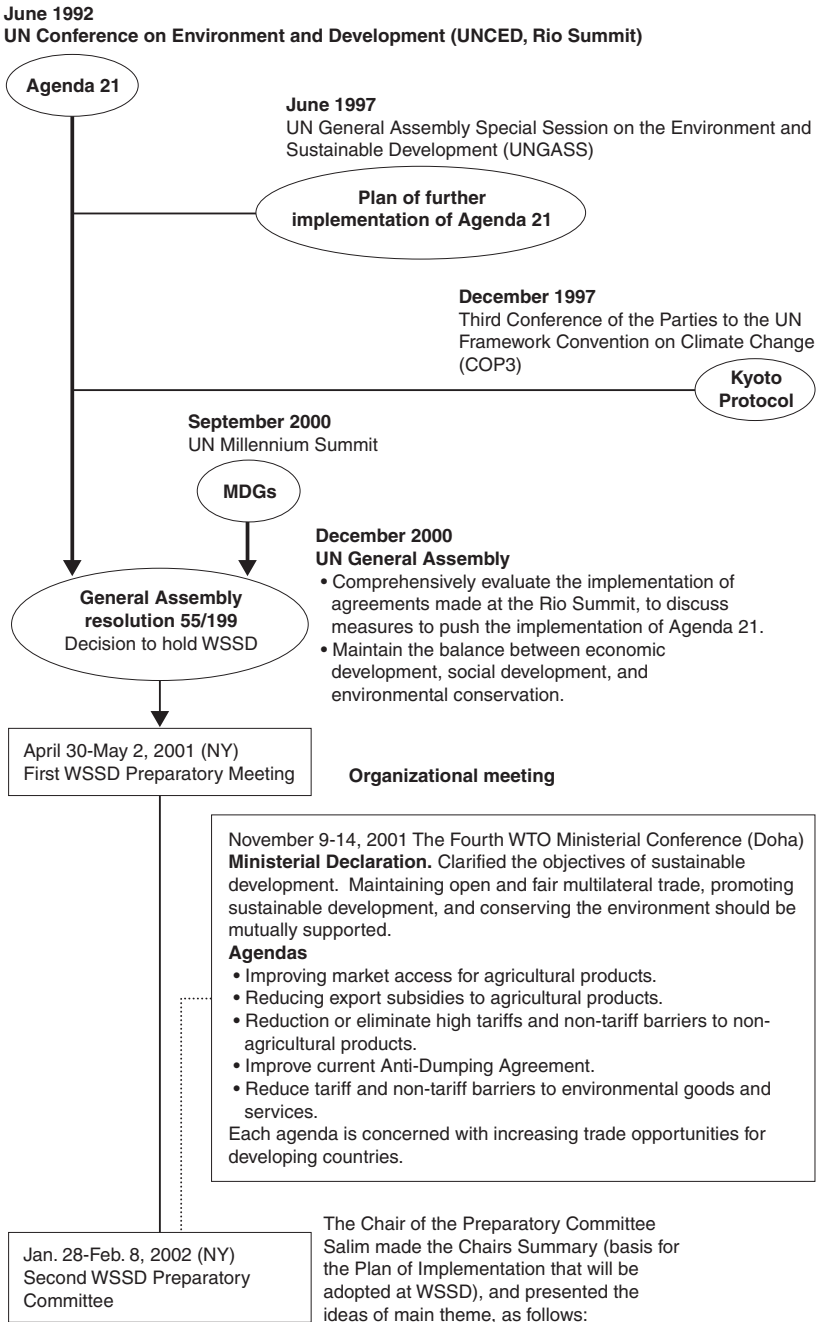 June 1992
UN Conference on Environment and Development (UNCED, Rio Summit)
Agenda 21
June 1997
UN General Assembly Special Session on the Environment and
Sustainable Development (UNGASS)
Plan of further
implementation of Agenda 21
December 1997
Third Conference of the Parties to the UN
Framework Convention on Climate Change
(COP3)
Kyoto
Protocol
September 2000
UN Millennium Summit
MDGs
December 2000
UN General Assembly
• Comprehensively evaluate the implementation of
agreements made at the Rio Summit, to discuss
measures to push the implementation of Agenda 21.
• Maintain the balance between economic
development, social development, and
environmental conservation.
General Assembly
resolution 55/199
Decision to hold WSSD
April 30-May 2, 2001 (NY)
First WSSD Preparatory Meeting
Organizational meeting
November 9-14, 2001 The Fourth WTO Ministerial Conference (Doha)
Ministerial Declaration. Clarified the objectives of sustainable
development. Maintaining open and fair multilateral trade, promoting
sustainable development, and conserving the environment should be
mutually supported.
Agendas
• Improving market access for agricultural products.
• Reducing export subsidies to agricultural products.
• Reduction or eliminate high tariffs and non-tariff barriers to non-
agricultural products.
• Improve current Anti-Dumping Agreement.
• Reduce tariff and non-tariff barriers to environmental goods and
services.
Each agenda is concerned with increasing trade opportunities for
developing countries.
Jan. 28-Feb. 8, 2002 (NY)
Second WSSD Preparatory
Committee
The Chair of the Preparatory Committee
Salim made the Chairs Summary (basis for
the Plan of Implementation that will be
adopted at WSSD), and presented the
ideas of main theme, as follows: